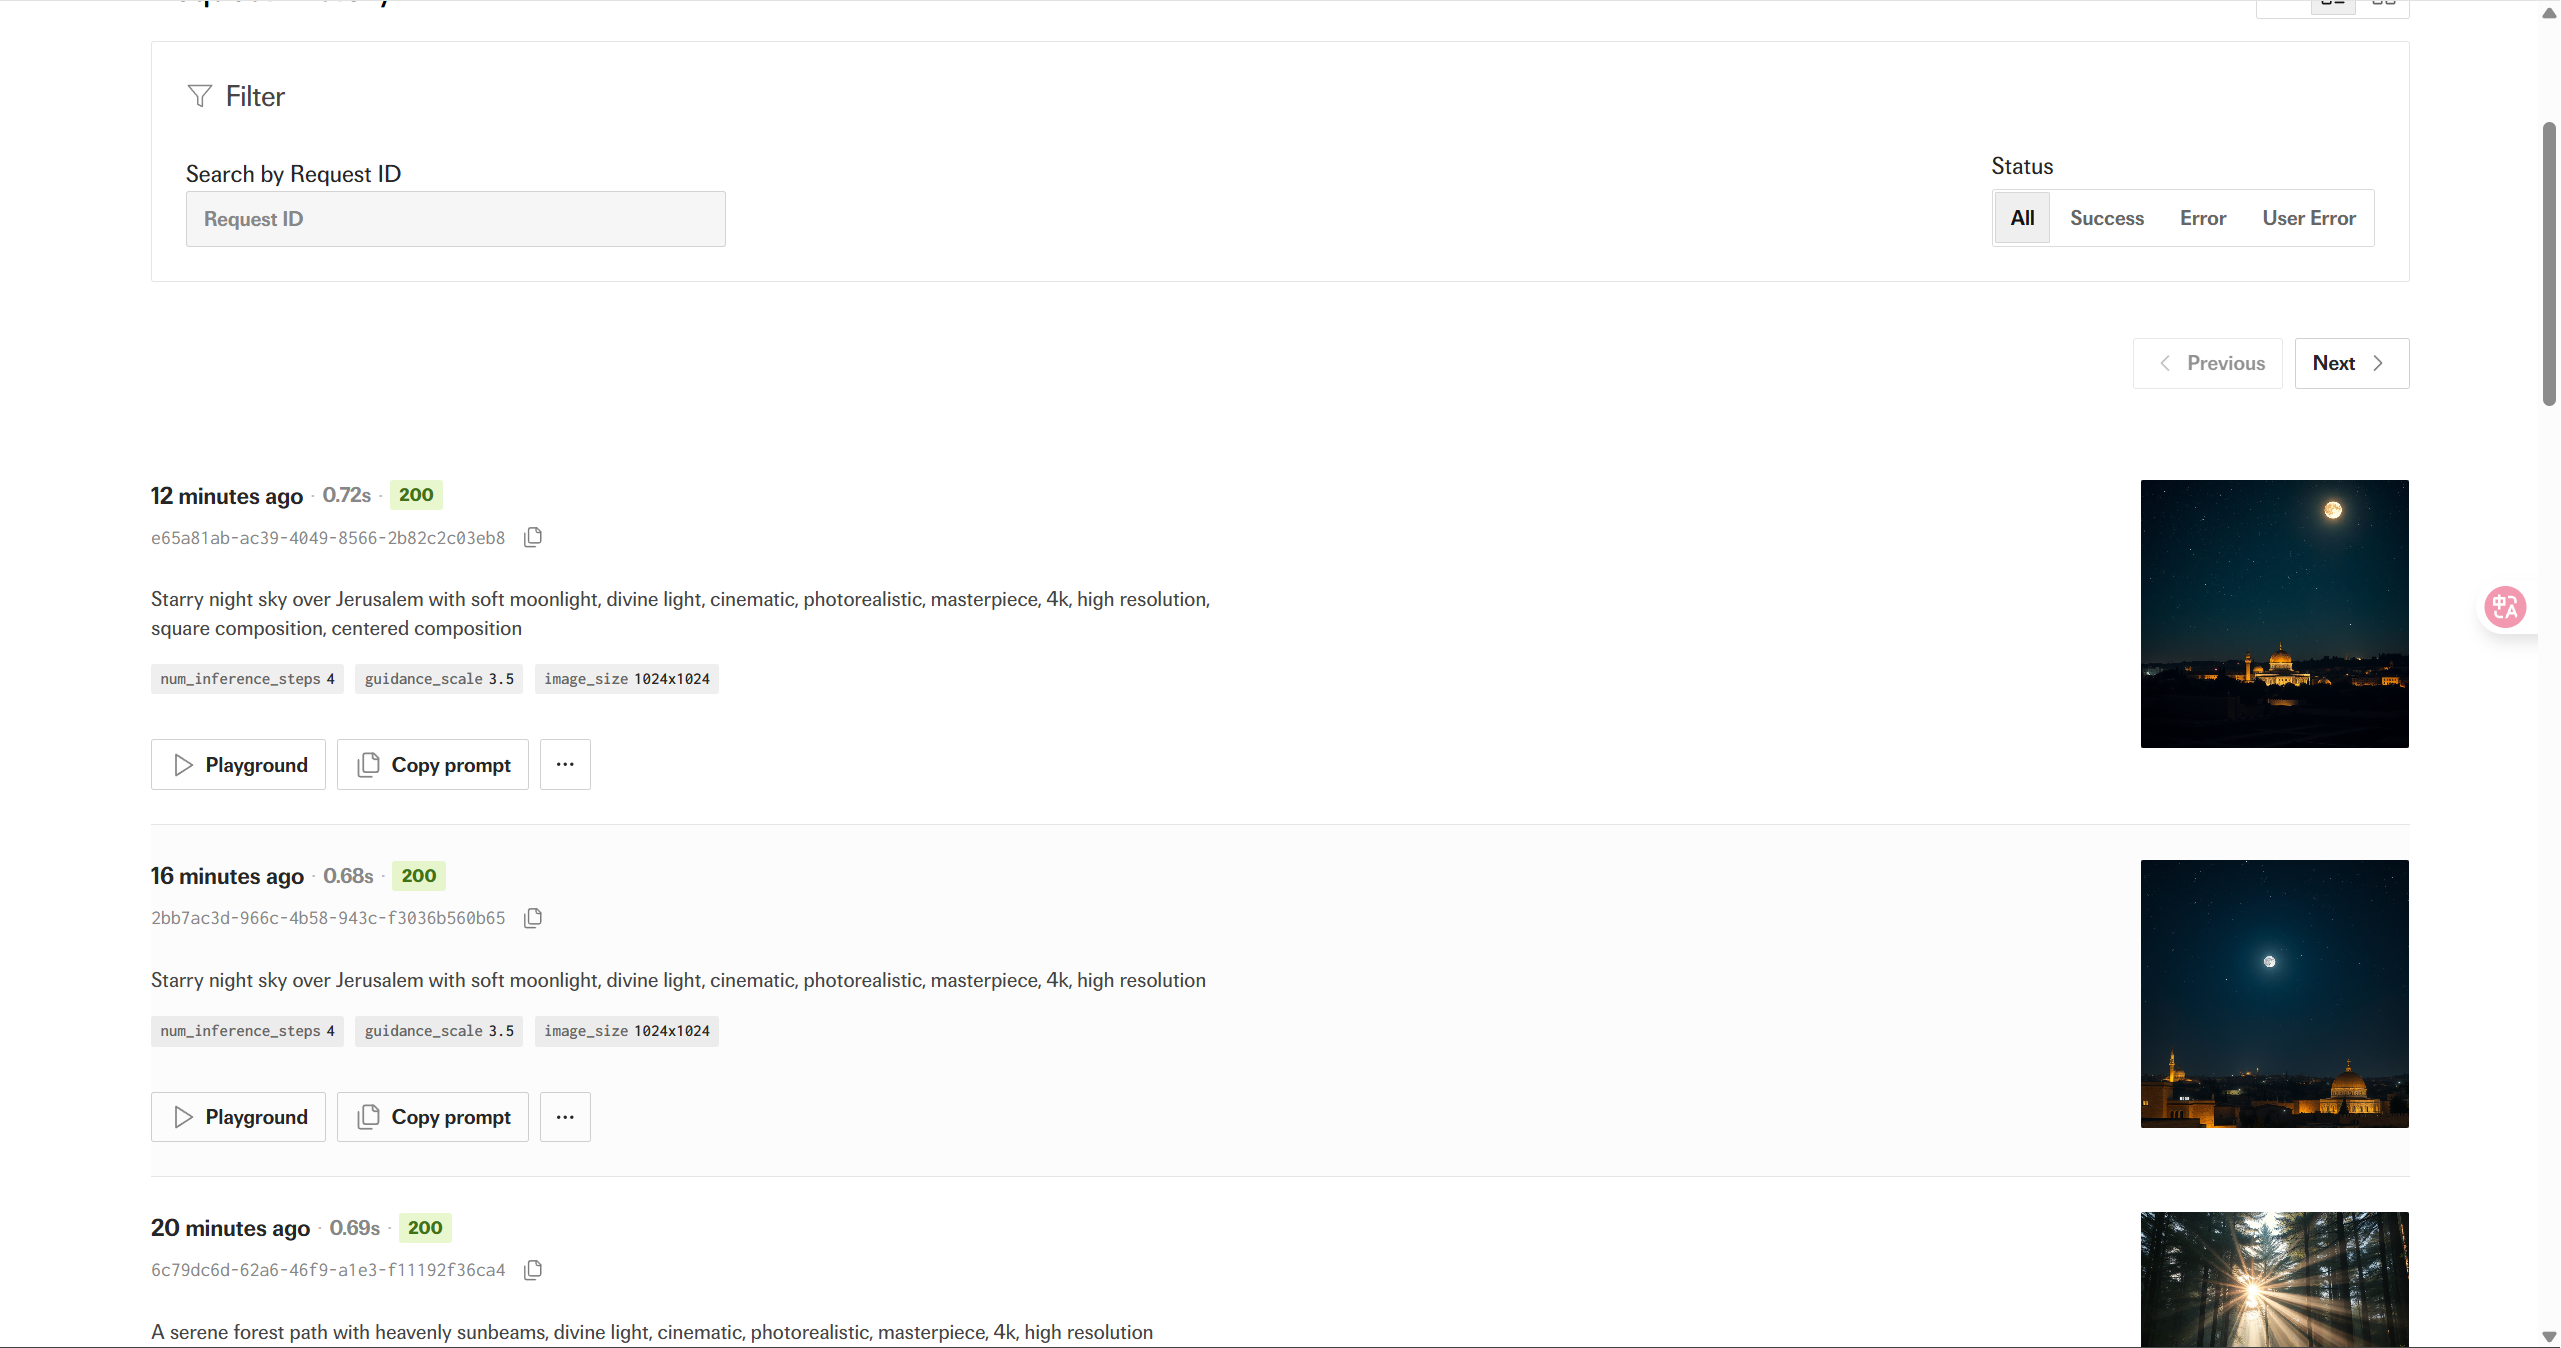 Filter
Search by Request ID
Status
Request ID
All Success Error User Error
Previous Next
12 minutes ago · 0.72s · 200
e65a81ab-ac39-4049-8566-2b82c2c03eb8
Starry night sky over Jerusalem with soft moonlight, divine light, cinematic, photorealistic, masterpiece, 4k, high resolution,
square composition, centered composition
num_inference_steps 4 guidance_scale 3.5 image_size 1024x1024
Playground Copy prompt ...
16 minutes ago · 0.68s · 200
2bb7ac3d-966c-4b58-943c-f3036b560b65
Starry night sky over Jerusalem with soft moonlight, divine light, cinematic, photorealistic, masterpiece, 4k, high resolution
num_inference_steps 4 guidance_scale 3.5 image_size 1024x1024
Playground Copy prompt ...
20 minutes ago · 0.69s · 200
6c79dc6d-62a6-46f9-a1e3-f11192f36ca4
A serene forest path with heavenly sunbeams, divine light, cinematic, photorealistic, masterpiece, 4k, high resolution
中 A